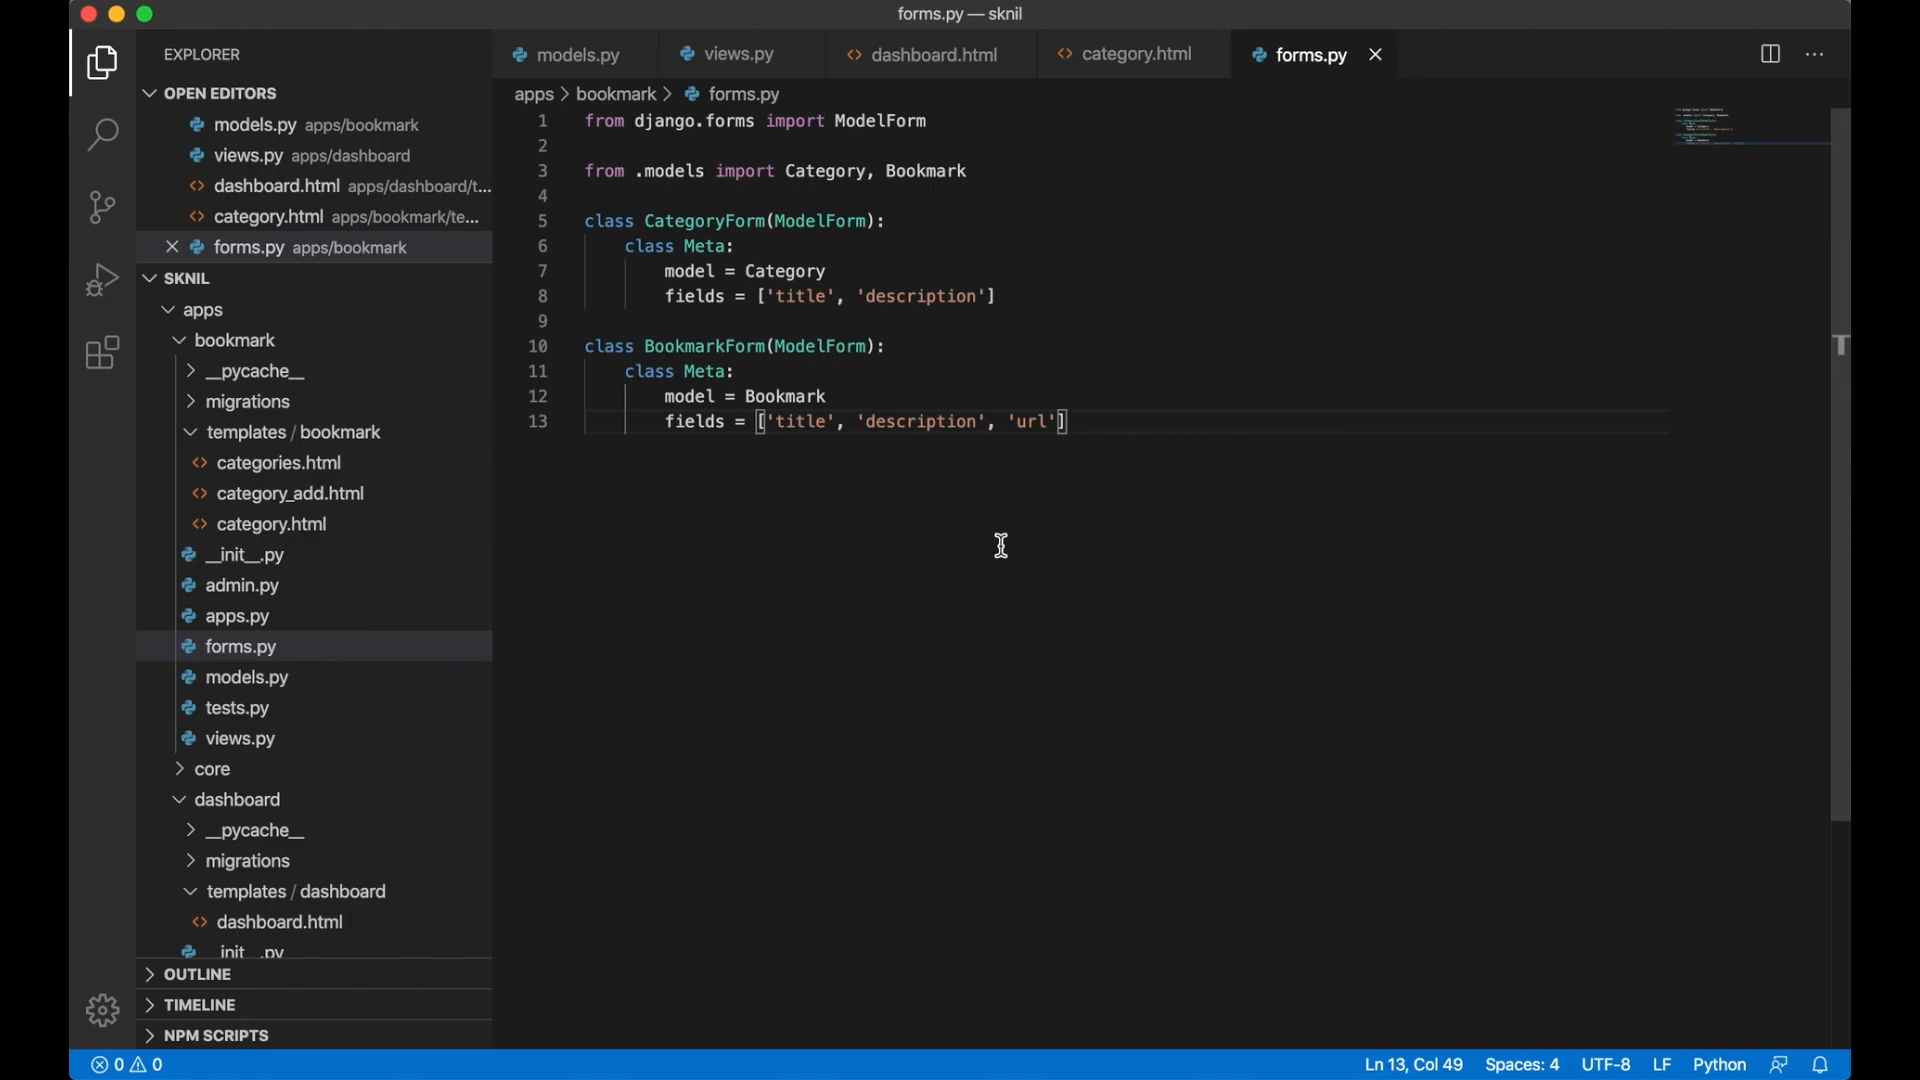 forms.py — sknil
EXPLORER
OPEN EDITORS
models.py apps/bookmark
views.py apps/dashboard
dashboard.html apps/dashboard/t...
category.html apps/bookmark/te...
forms.py apps/bookmark
SKNIL
apps
bookmark
__pycache__
migrations
templates / bookmark
categories.html
category_add.html
category.html
__init__.py
admin.py
apps.py
forms.py
models.py
tests.py
views.py
core
dashboard
__pycache__
migrations
templates / dashboard
dashboard.html
__init__.py
OUTLINE
TIMELINE
NPM SCRIPTS
models.py views.py dashboard.html category.html forms.py
apps > bookmark > forms.py
1 from django.forms import ModelForm
2
3 from .models import Category, Bookmark
4
5 class CategoryForm(ModelForm):
6 class Meta:
7 model = Category
8 fields = ['title', 'description']
9
10 class BookmarkForm(ModelForm):
11 class Meta:
12 model = Bookmark
13 fields = ['title', 'description', 'url']
0 0 Ln 13, Col 49 Spaces: 4 UTF-8 LF Python